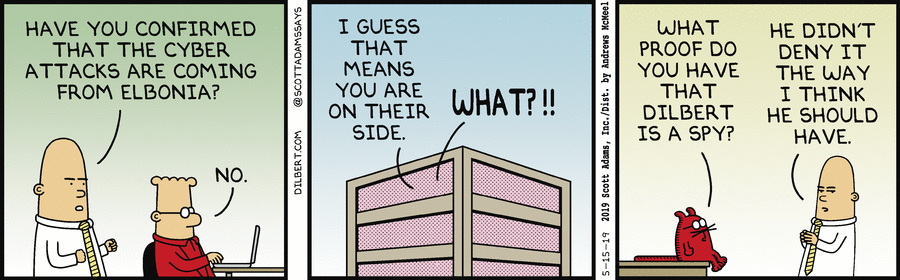 HAVE YOU CONFIRMED
THAT THE CYBER
ATTACKS ARE COMING
FROM ELBONIA?
NO.
DILBERT.COM @SCOTTADAMSSAYS
I GUESS
THAT
MEANS
YOU ARE
ON THEIR
SIDE.
WHAT?!!
5-15-19 2019 Scott Adams, Inc./Dist. by Andrews McMeel
WHAT
PROOF DO
YOU HAVE
THAT
DILBERT
IS A SPY?
HE DIDN'T
DENY IT
THE WAY
I THINK
HE SHOULD
HAVE.